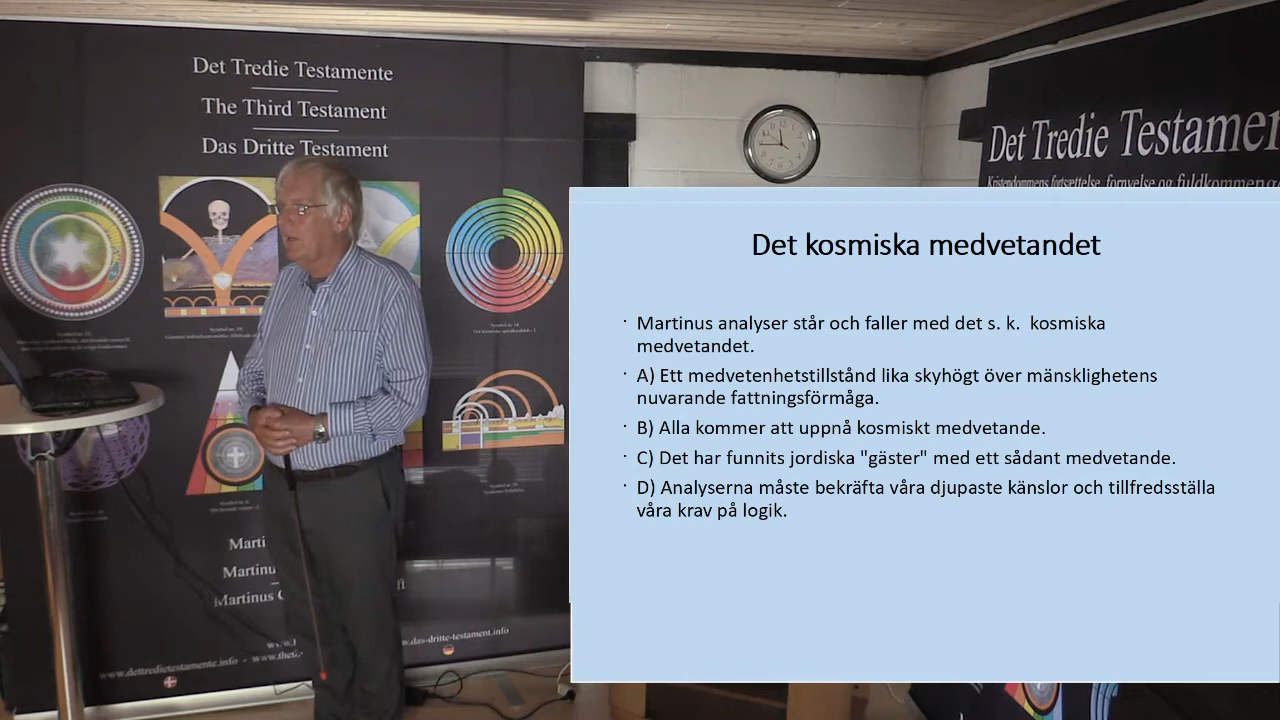 Det Tredie Testamente
The Third Testament
Das Dritte Testament
Det Tredie Testamen
Kristendommens fortsættelse, fornyelse og fuldkommeng
Det kosmiska medvetandet
· Martinus analyser står och faller med det s. k. kosmiska
medvetandet.
· A) Ett medvetenhetstillstånd lika skyhögt över mänsklighetens
nuvarande fattningsförmåga.
· B) Alla kommer att uppnå kosmiskt medvetande.
· C) Det har funnits jordiska "gäster" med ett sådant medvetande.
· D) Analyserna måste bekräfta våra djupaste känslor och tillfredsställa
våra krav på logik.
Marti
Martinu
Martinus
www.dettredietestamente.info - www.thet
w.das-dritte-testament.info